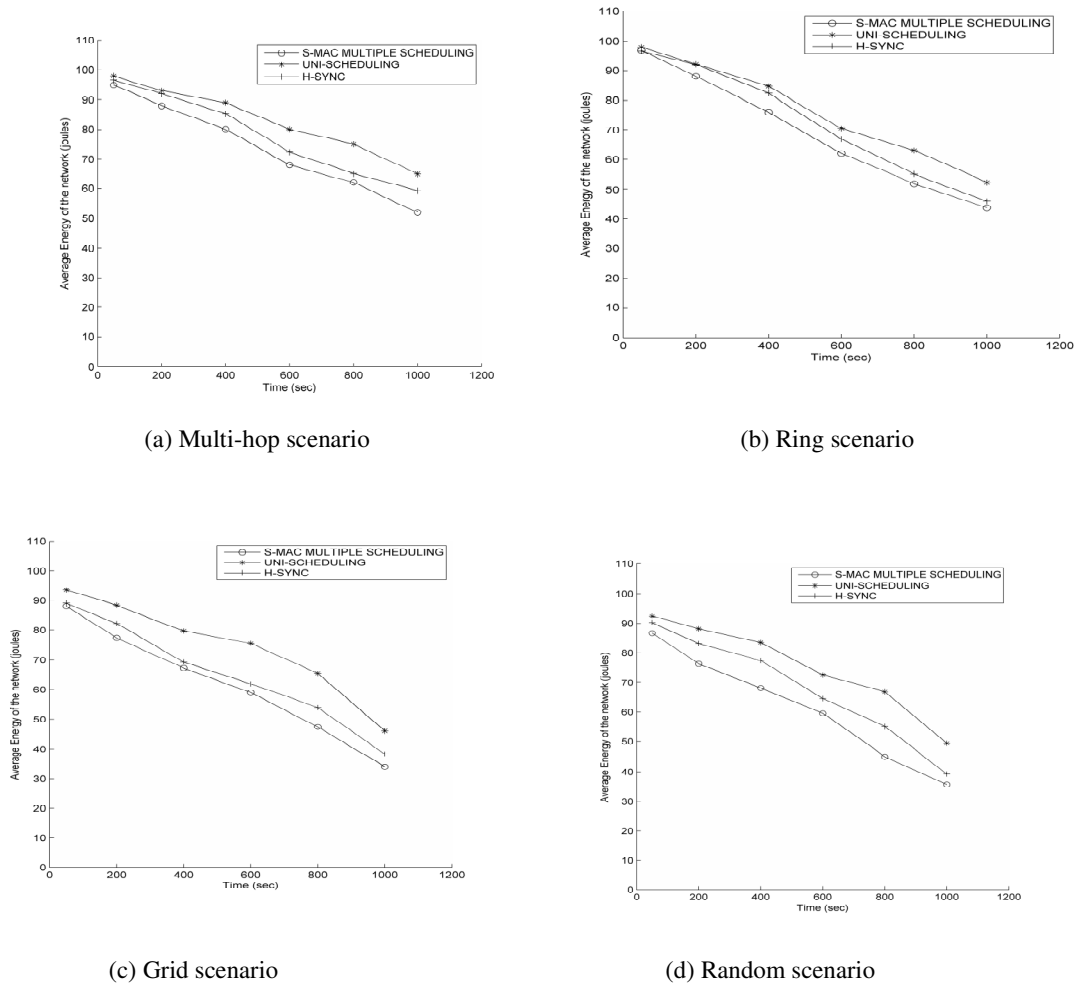 110
100
90
80
70
60
50
40
30
20
10
0
Average Energy of the network (joules)
S-MAC MULTIPLE SCHEDULING
UNI-SCHEDULING
H-SYNC
0 200 400 600 800 1000 1200
Time (sec)
(a) Multi-hop scenario
100
90
80
70
60
50
40
30
20
10
0
Average Energy of the network (joules)
S-MAC MULTIPLE SCHEDULING
UNI SCHEDULING
H-SYNC
0 200 400 600 800 1000 1200
Time (sec)
(b) Ring scenario
110
100
90
80
70
60
50
40
30
20
10
0
Average Energy of the network (joules)
S-MAC MULTIPLE SCHEDULING
UNI-SCHEDULING
H-SYNC
0 200 400 600 800 1000 1200
Time (sec)
(c) Grid scenario
110
100
90
80
70
60
50
40
30
20
10
0
Average Energy of the network (joules)
S-MAC MULTIPLE SCHEDULING
UNI-SCHEDULING
H-SYNC
0 200 400 600 800 1000 1200
Time (sec)
(d) Random scenario